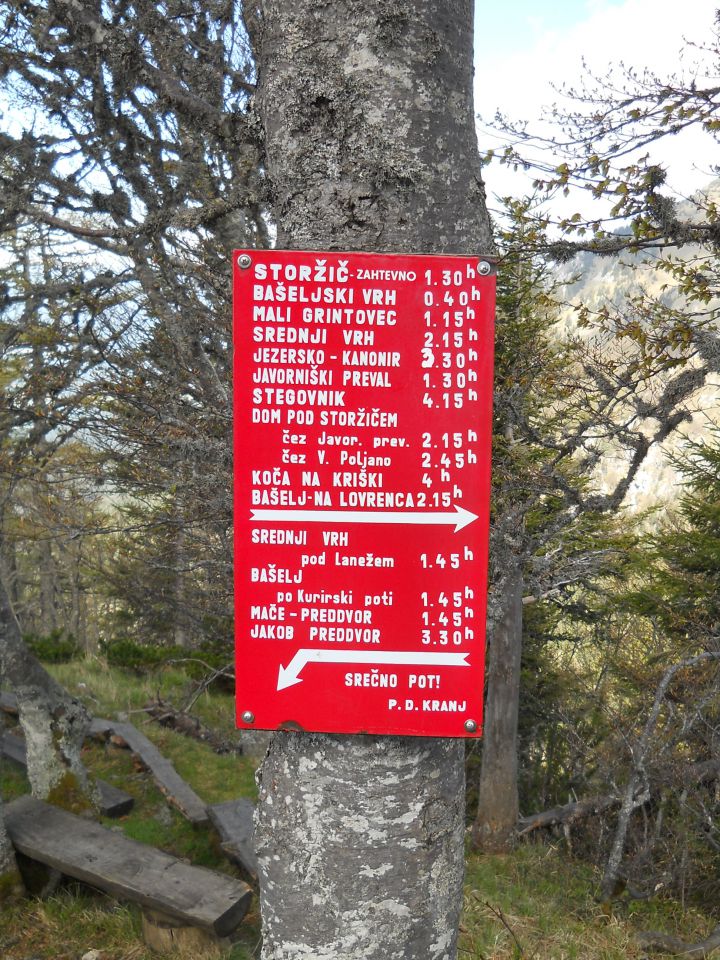 STORŽIČ - ZAHTEVNO 1.30 h
BAŠELJSKI VRH 0.40 h
MALI GRINTOVEC 1.15 h
SREDNJI VRH 2.15 h
JEZERSKO - KANONIR 3.30 h
JAVORNIŠKI PREVAL 1.30 h
STEGOVNIK 4.15 h
DOM POD STORŽIČEM
čez Javor. prev. 2.15 h
čez V. Poljano 2.45 h
KOČA NA KRIŠKI 4 h
BAŠELJ-NA LOVRENCA 2.15 h
SREDNJI VRH
pod Lanežem 1.45 h
BAŠELJ
po Kurirski poti 1.45 h
MAČE - PREDDVOR 1.45 h
JAKOB PREDDVOR 3.30 h
SREČNO POT!
P. D. KRANJ